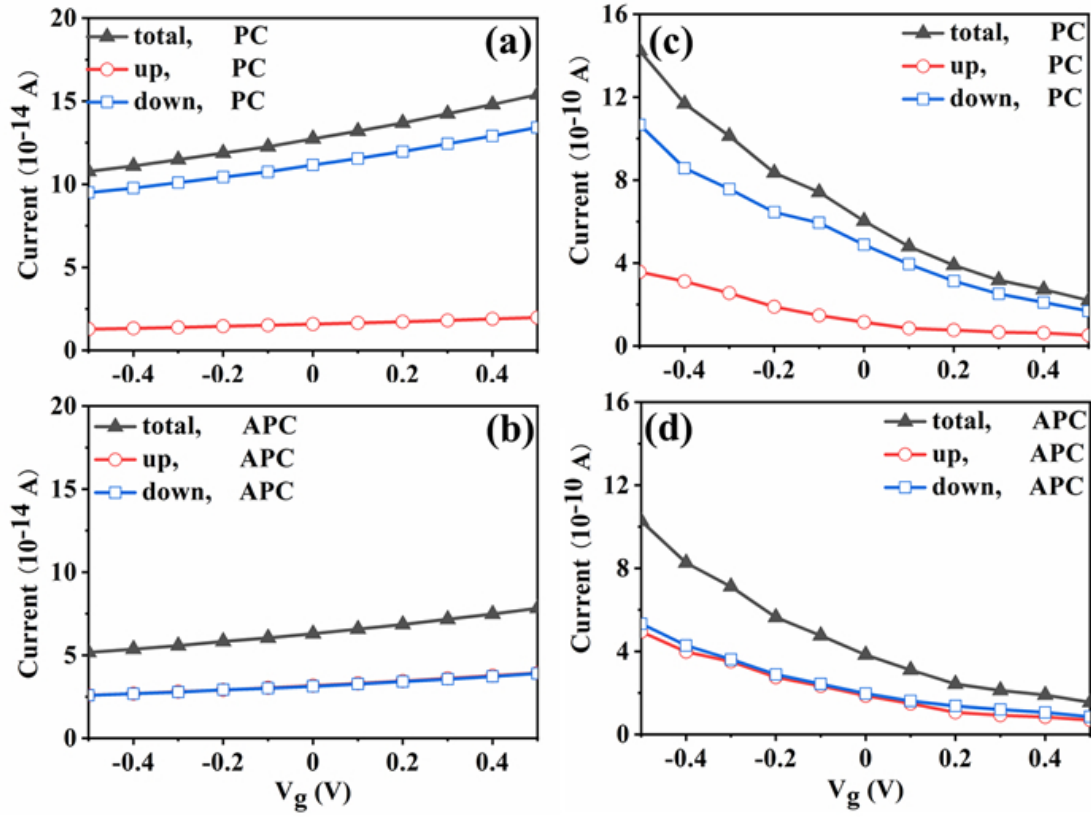 20
15
10
5
0
Current (10-14 A)
total, PC
up, PC
down, PC
(a)
-0.4 -0.2 0 0.2 0.4
16
12
8
4
0
Current (10-10 A)
(c)
total, PC
up, PC
down, PC
-0.4 -0.2 0 0.2 0.4
20
15
10
5
0
Current (10-14 A)
total, APC
up, APC
down, APC
(b)
-0.4 -0.2 0 0.2 0.4
Vg (V)
16
12
8
4
0
Current (10-10 A)
(d)
total, APC
up, APC
down, APC
-0.4 -0.2 0 0.2 0.4
Vg (V)